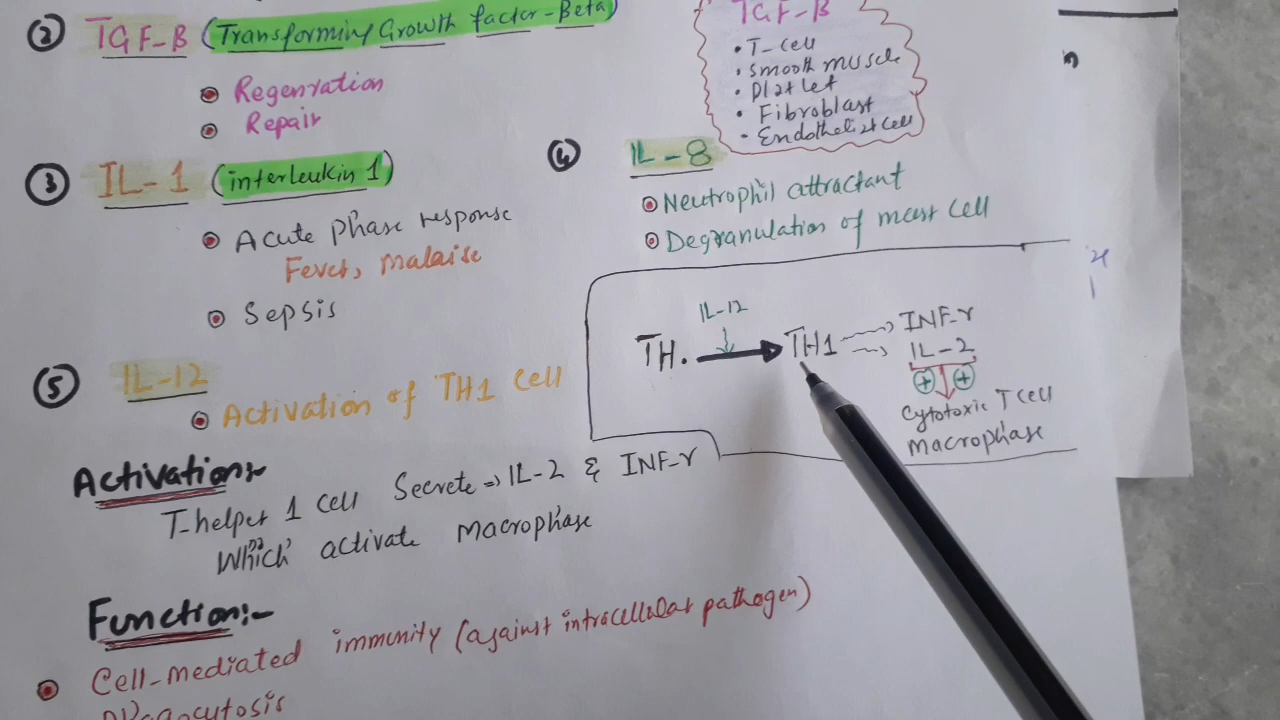 ② TGF-B (Transforming Growth factor-Beta)
Regenration
Repair
TGF-B
T-cell
Smooth muscle
Platlet
Fibroblast
③ IL-1 (interleukin 1)
Acute phase response
Fever, Malaise
Sepsis
④ IL-8
Neutrophil attractant
Degranulation of mast cell
⑤ IL-12
Activation of TH1 Cell
IL-12
TH. → TH1
INF-γ
IL-2
+ +
Cytotoxic T cell
macrophase
Activation:-
T-helper 1 cell Secrete ⇒ IL-2 & INF-γ
Which activate macrophase
Function:-
Cell-mediated immunity (against intracellular pathogen)